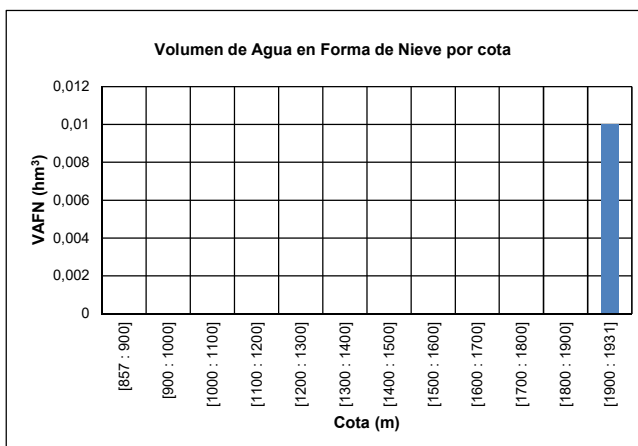 Volumen de Agua en Forma de Nieve por cota
VAFN (hm³)
0,012
0,01
0,008
0,006
0,004
0,002
0
[857 : 900]
[900 : 1000]
[1000 : 1100]
[1100 : 1200]
[1200 : 1300]
[1300 : 1400]
[1400 : 1500]
[1500 : 1600]
[1600 : 1700]
[1700 : 1800]
[1800 : 1900]
[1900 : 1931]
Cota (m)